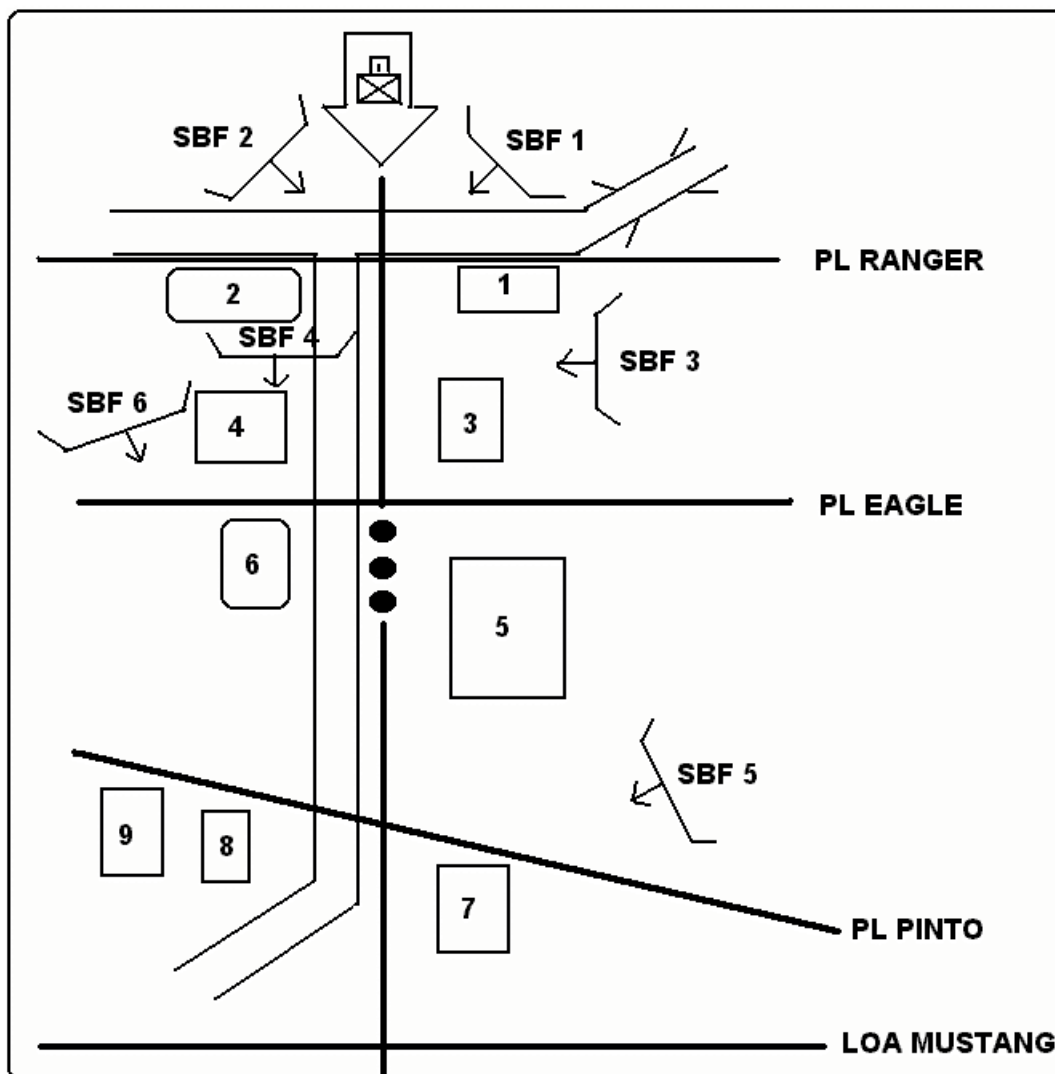 SBF 2
SBF 1
PL RANGER
2
1
SBF 4
SBF 3
SBF 6
4
3
PL EAGLE
6
5
SBF 5
9
8
7
PL PINTO
LOA MUSTANG